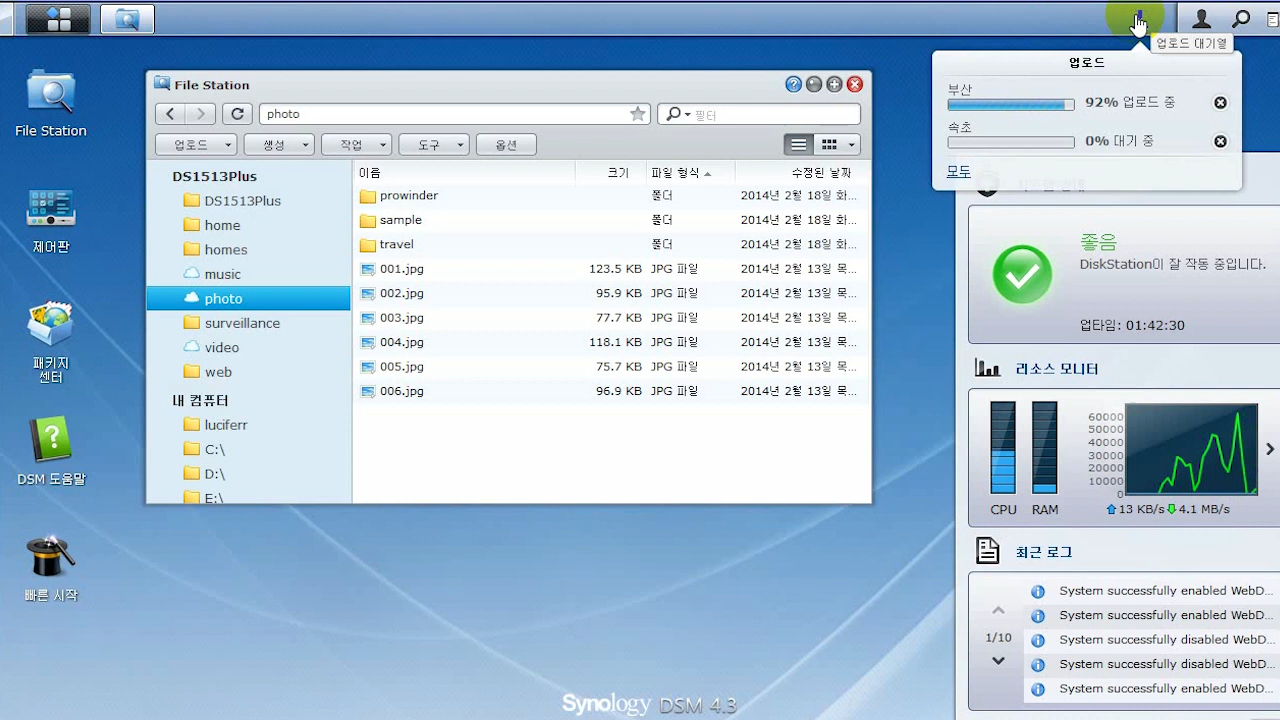 업로드 대기열
업로드
부산
92% 업로드 중
속초
0% 대기 중
모두
File Station
제어판
패키지
센터
DSM 도움말
빠른 시작
File Station
photo
필터
업로드
생성
작업
도구
옵션
DS1513Plus
DS1513Plus
home
homes
music
photo
surveillance
video
web
내 컴퓨터
luciferr
C:\
D:\
E:\
이름 크기 파일 형식 수정된 날짜
prowinder 폴더 2014년 2월 18일 화...
sample 폴더 2014년 2월 18일 화...
travel 폴더 2014년 2월 18일 화...
001.jpg 123.5 KB JPG 파일 2014년 2월 13일 목...
002.jpg 95.9 KB JPG 파일 2014년 2월 13일 목...
003.jpg 77.7 KB JPG 파일 2014년 2월 13일 목...
004.jpg 118.1 KB JPG 파일 2014년 2월 13일 목...
005.jpg 75.7 KB JPG 파일 2014년 2월 13일 목...
006.jpg 96.9 KB JPG 파일 2014년 2월 13일 목...
좋음
DiskStation이 잘 작동 중입니다.
업타임: 01:42:30
리소스 모니터
60000
50000
40000
30000
20000
10000
0
CPU RAM 13 KB/s 4.1 MB/s
최근 로그
System successfully enabled WebD...
System successfully enabled WebD...
1/10 System successfully disabled WebD...
System successfully disabled WebD...
System successfully enabled WebD...
Synology DSM 4.3